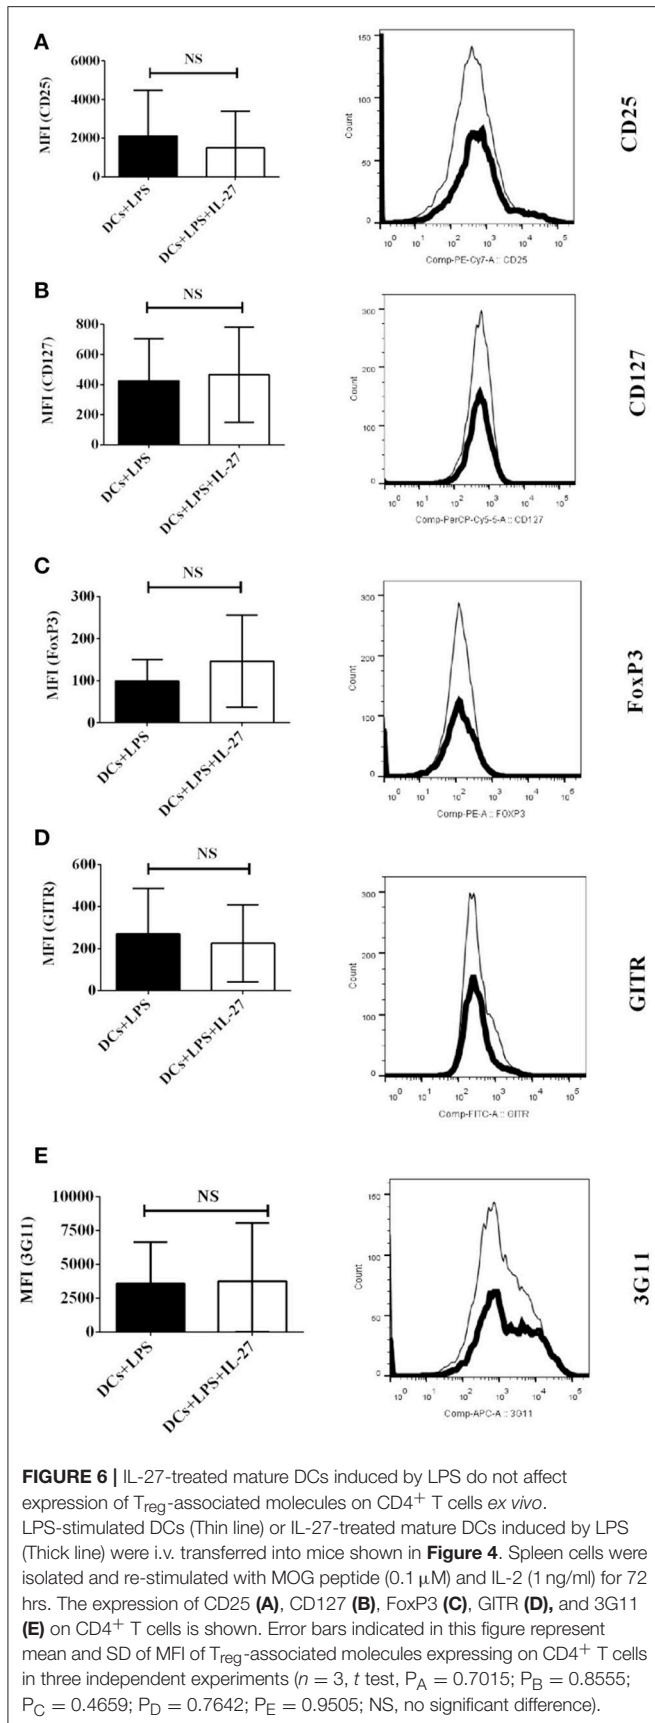 A
MFI (CD25)
6000
4000
2000
0
NS
DCs+LPS
DCs+LPS+IL-27
Count
150
100
50
0
10^0 10^1 10^2 10^3 10^4 10^5
Comp-PE-Cy7-A :: CD25
CD25
B
MFI (CD127)
800
600
400
200
0
NS
DCs+LPS
DCs+LPS+IL-27
Count
300
200
100
0
10^0 10^1 10^2 10^3 10^4 10^5
Comp-PerCP-Cy5-5-A :: CD127
CD127
C
MFI (FoxP3)
300
200
100
0
NS
DCs+LPS
DCs+LPS+IL-27
Count
300
200
100
0
10^0 10^1 10^2 10^3 10^4 10^5
Comp-PE-A :: FOXP3
FoxP3
D
MFI (GITR)
600
400
200
0
NS
DCs+LPS
DCs+LPS+IL-27
Count
300
200
100
0
10^0 10^1 10^2 10^3 10^4 10^5
Comp-FITC-A :: GITR
GITR
E
MFI (3G11)
10000
7500
5000
2500
0
NS
DCs+LPS
DCs+LPS+IL-27
Count
150
100
50
0
10^0 10^1 10^2 10^3 10^4 10^5
Comp-APC-A :: 3G11
3G11
FIGURE 6 | IL-27-treated mature DCs induced by LPS do not affect
expression of Treg-associated molecules on CD4+ T cells ex vivo.
LPS-stimulated DCs (Thin line) or IL-27-treated mature DCs induced by LPS
(Thick line) were i.v. transferred into mice shown in Figure 4. Spleen cells were
isolated and re-stimulated with MOG peptide (0.1 μM) and IL-2 (1 ng/ml) for 72
hrs. The expression of CD25 (A), CD127 (B), FoxP3 (C), GITR (D), and 3G11
(E) on CD4+ T cells is shown. Error bars indicated in this figure represent
mean and SD of MFI of Treg-associated molecules expressing on CD4+ T cells
in three independent experiments (n = 3, t test, PA = 0.7015; PB = 0.8555;
PC = 0.4659; PD = 0.7642; PE = 0.9505; NS, no significant difference).